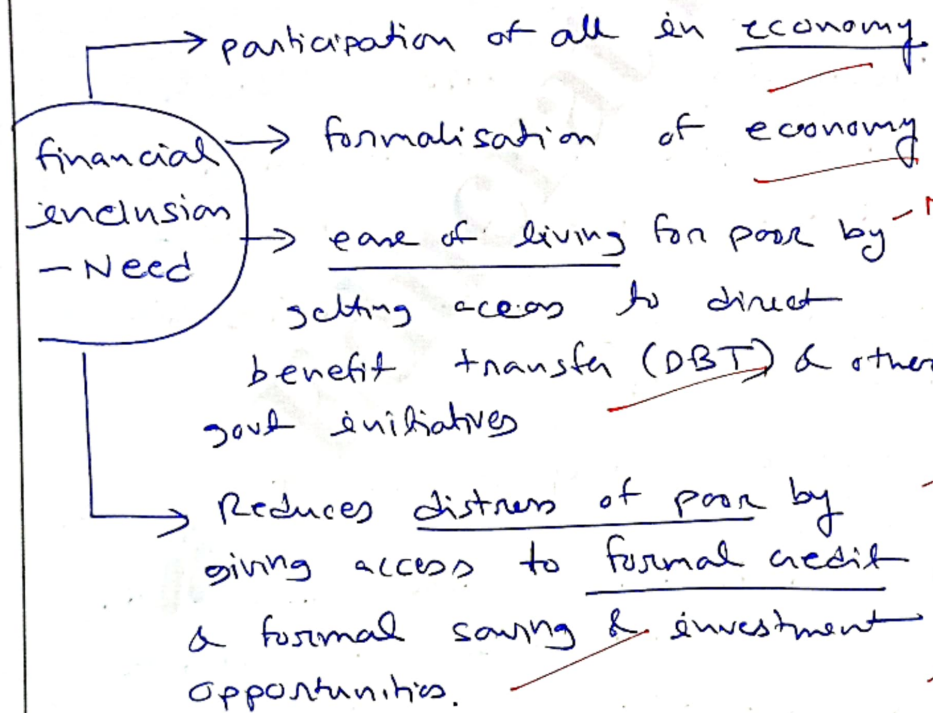 participation of all in economy.
financial
inclusion
- Need
formalisation of economy
ease of living for poor by
getting access to direct
benefit transfer (DBT) & other
govt initiatives
Reduces distress of poor by
giving access to formal credit
& formal saving & investment
opportunities.